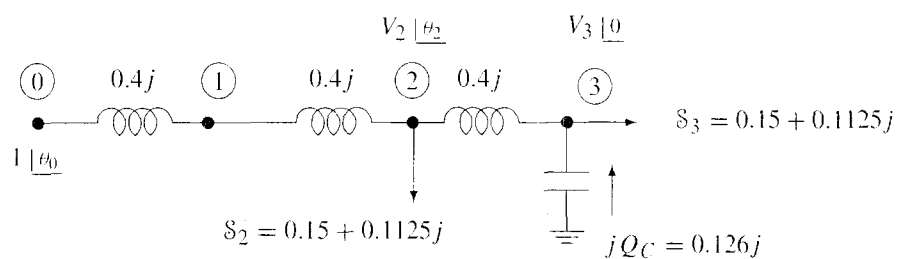 V₂ |θ₂
V₃ |0
0
0.4j
1
0.4j
2
0.4j
3
1 |θ₀
S₃ = 0.15 + 0.1125j
S₂ = 0.15 + 0.1125j
jQ_C = 0.126j